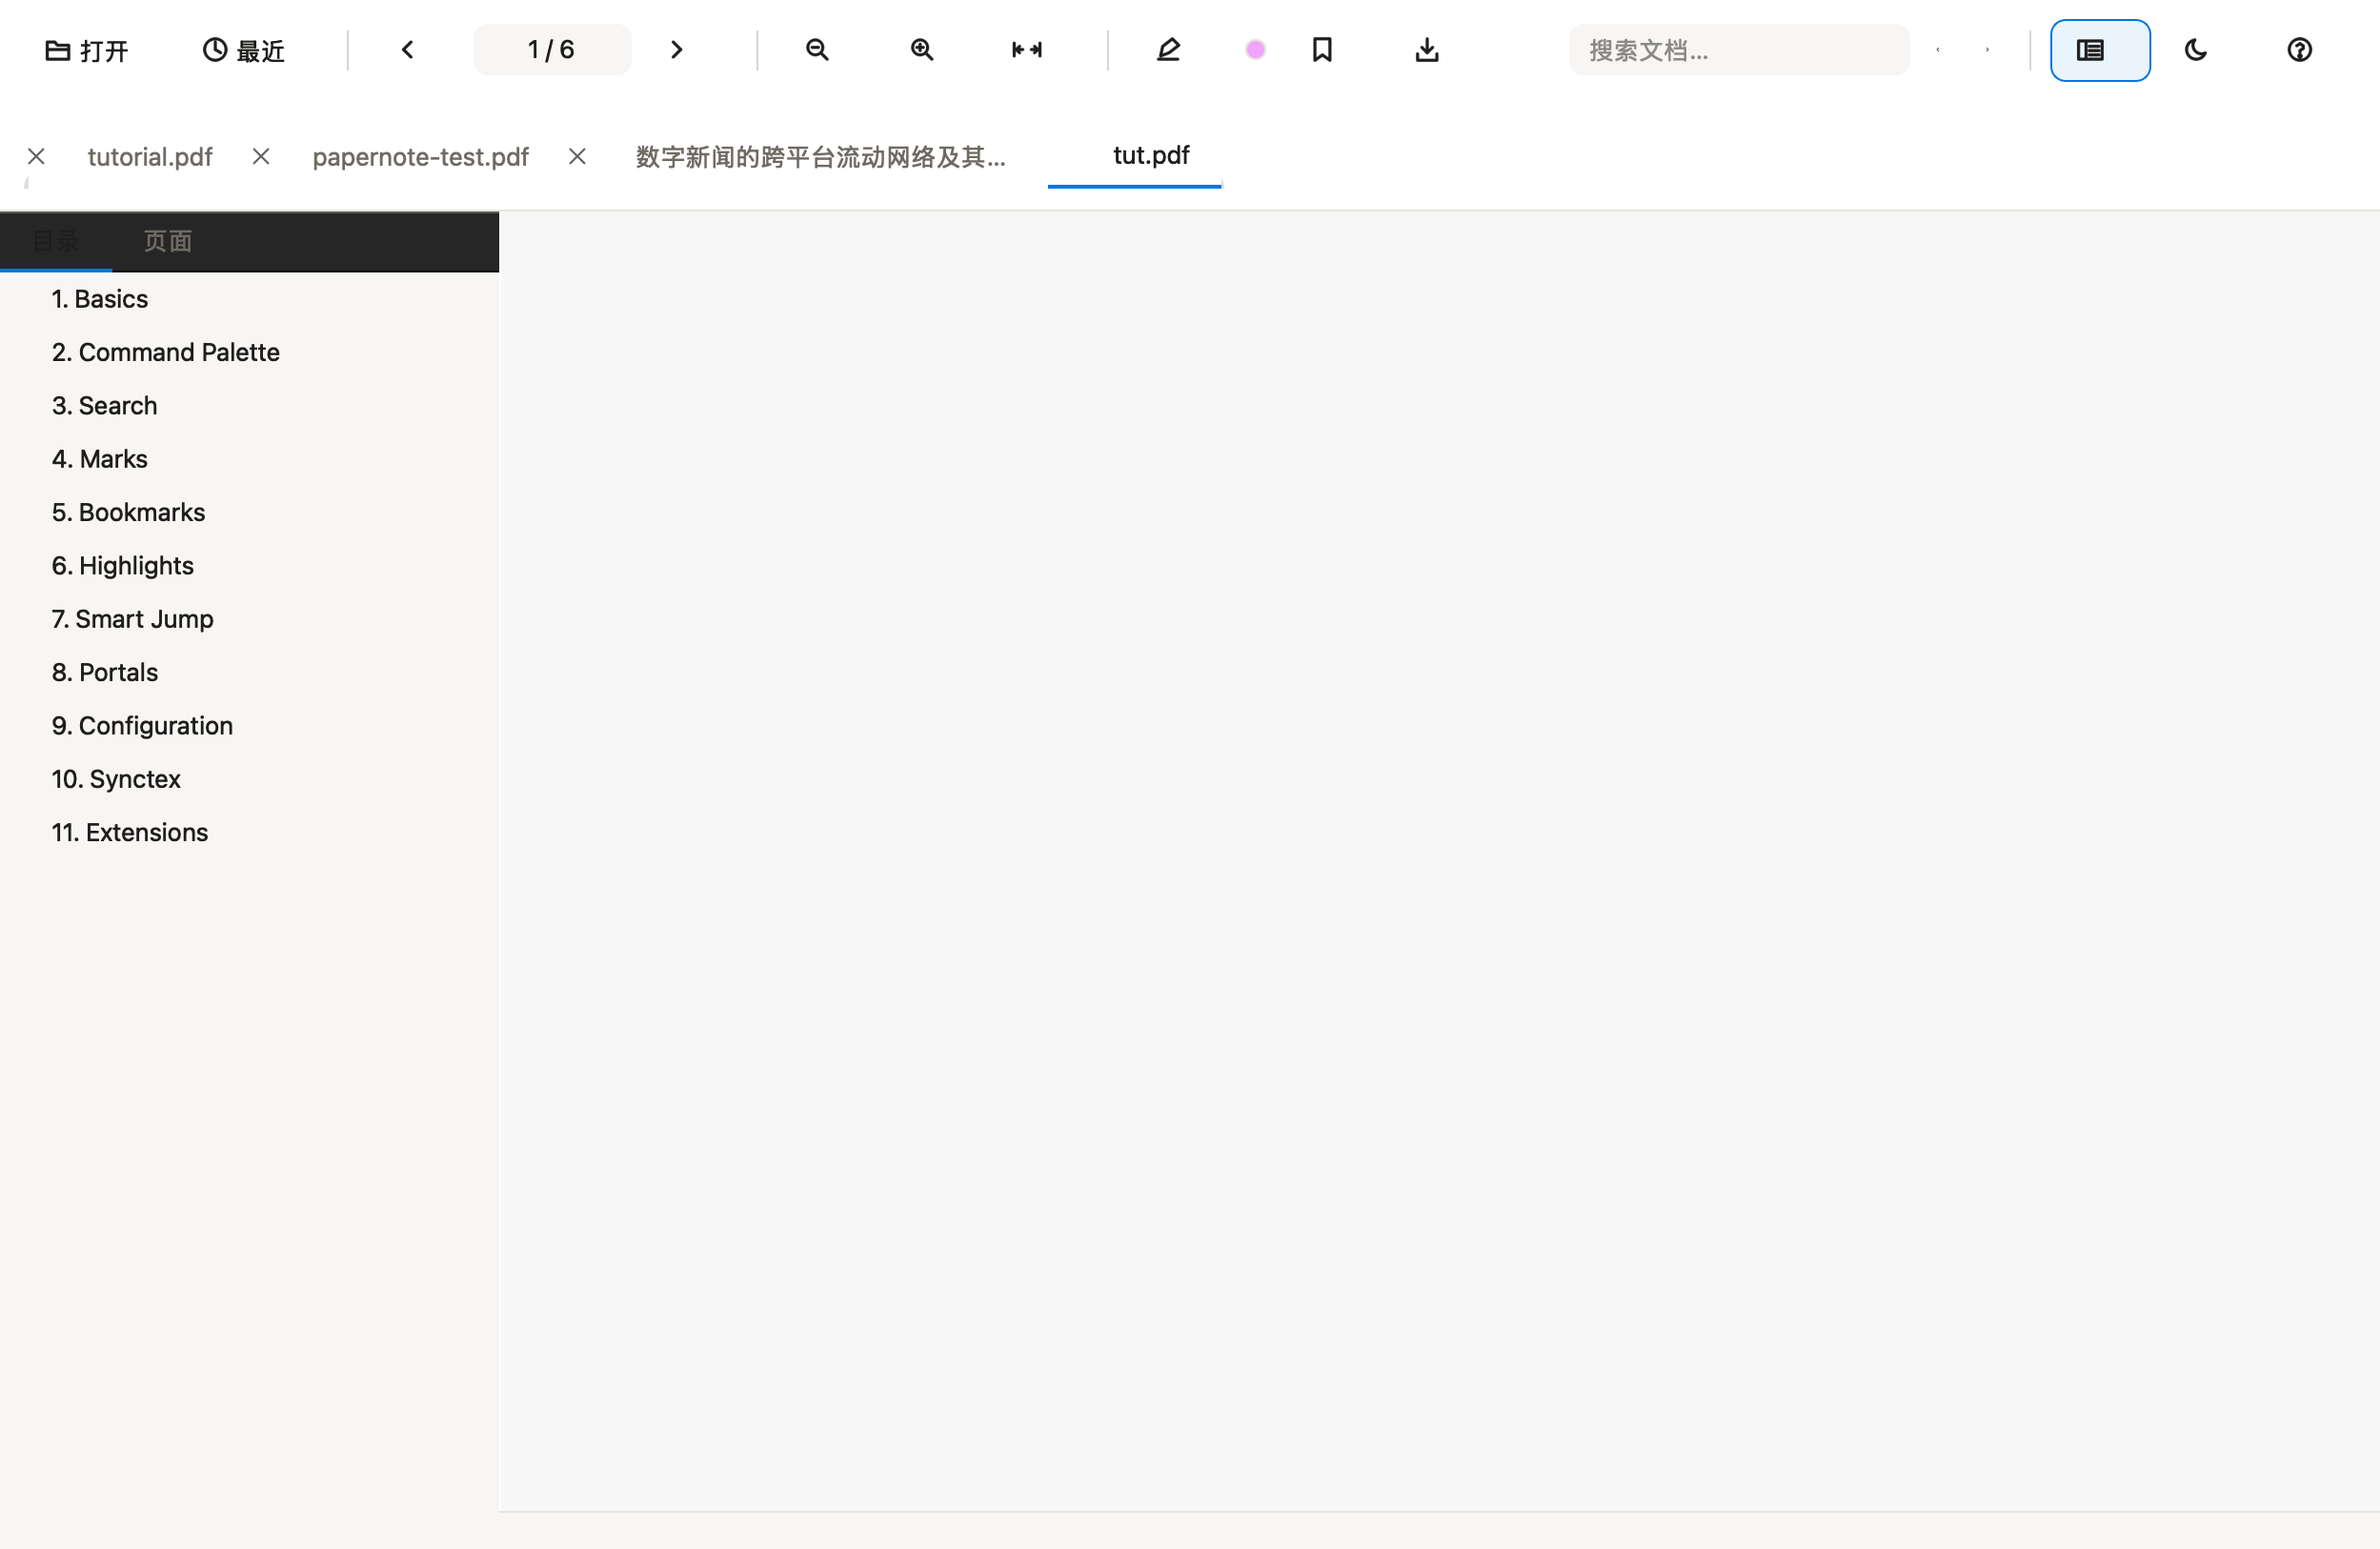 打开 最近 1 / 6 搜索文档...
tutorial.pdf papernote-test.pdf 数字新闻的跨平台流动网络及其... tut.pdf
目录 页面
1. Basics
2. Command Palette
3. Search
4. Marks
5. Bookmarks
6. Highlights
7. Smart Jump
8. Portals
9. Configuration
10. Synctex
11. Extensions